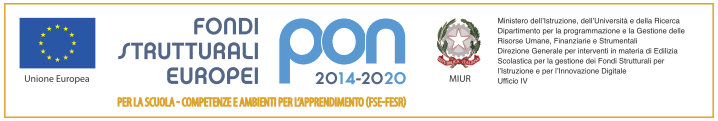 Unione Europea
FONDI
STRUTTURALI
EUROPEI
pon
2014-2020
PER LA SCUOLA - COMPETENZE E AMBIENTI PER L'APPRENDIMENTO (FSE-FESR)
MIUR
Ministero dell'Istruzione, dell'Università e della Ricerca
Dipartimento per la programmazione e la Gestione delle
Risorse Umane, Finanziarie e Strumentali
Direzione Generale per interventi in materia di Edilizia
Scolastica per la gestione dei Fondi Strutturali per
l'Istruzione e per l'Innovazione Digitale
Ufficio IV